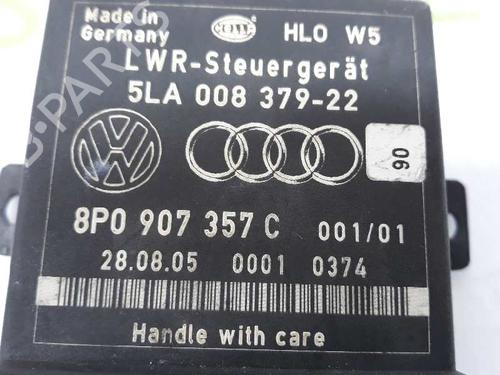 Made in
Germany
HLO W5
LWR-Steuergerät
5LA 008 379-22
90
8P0 907 357 C 001/01
28.08.05 0001 0374
Handle with care